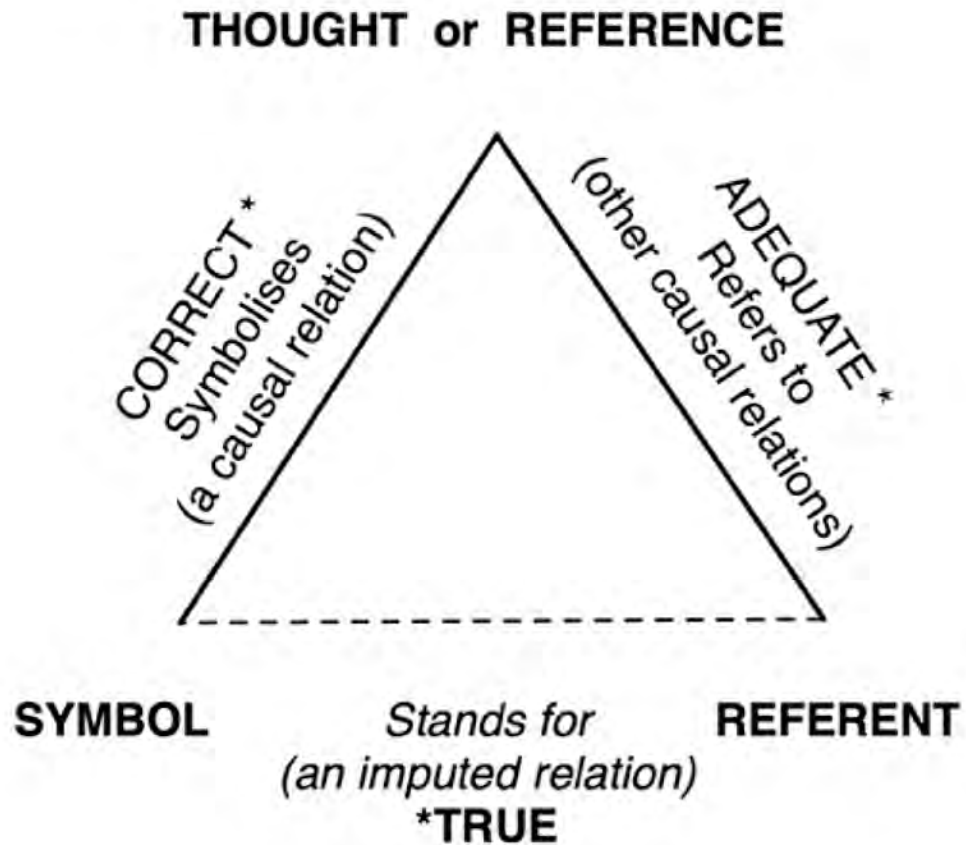 THOUGHT or REFERENCE
CORRECT *
Symbolises
(a causal relation)
ADEQUATE *
Refers to
(other causal relations)
SYMBOL
Stands for
(an imputed relation)
*TRUE
REFERENT